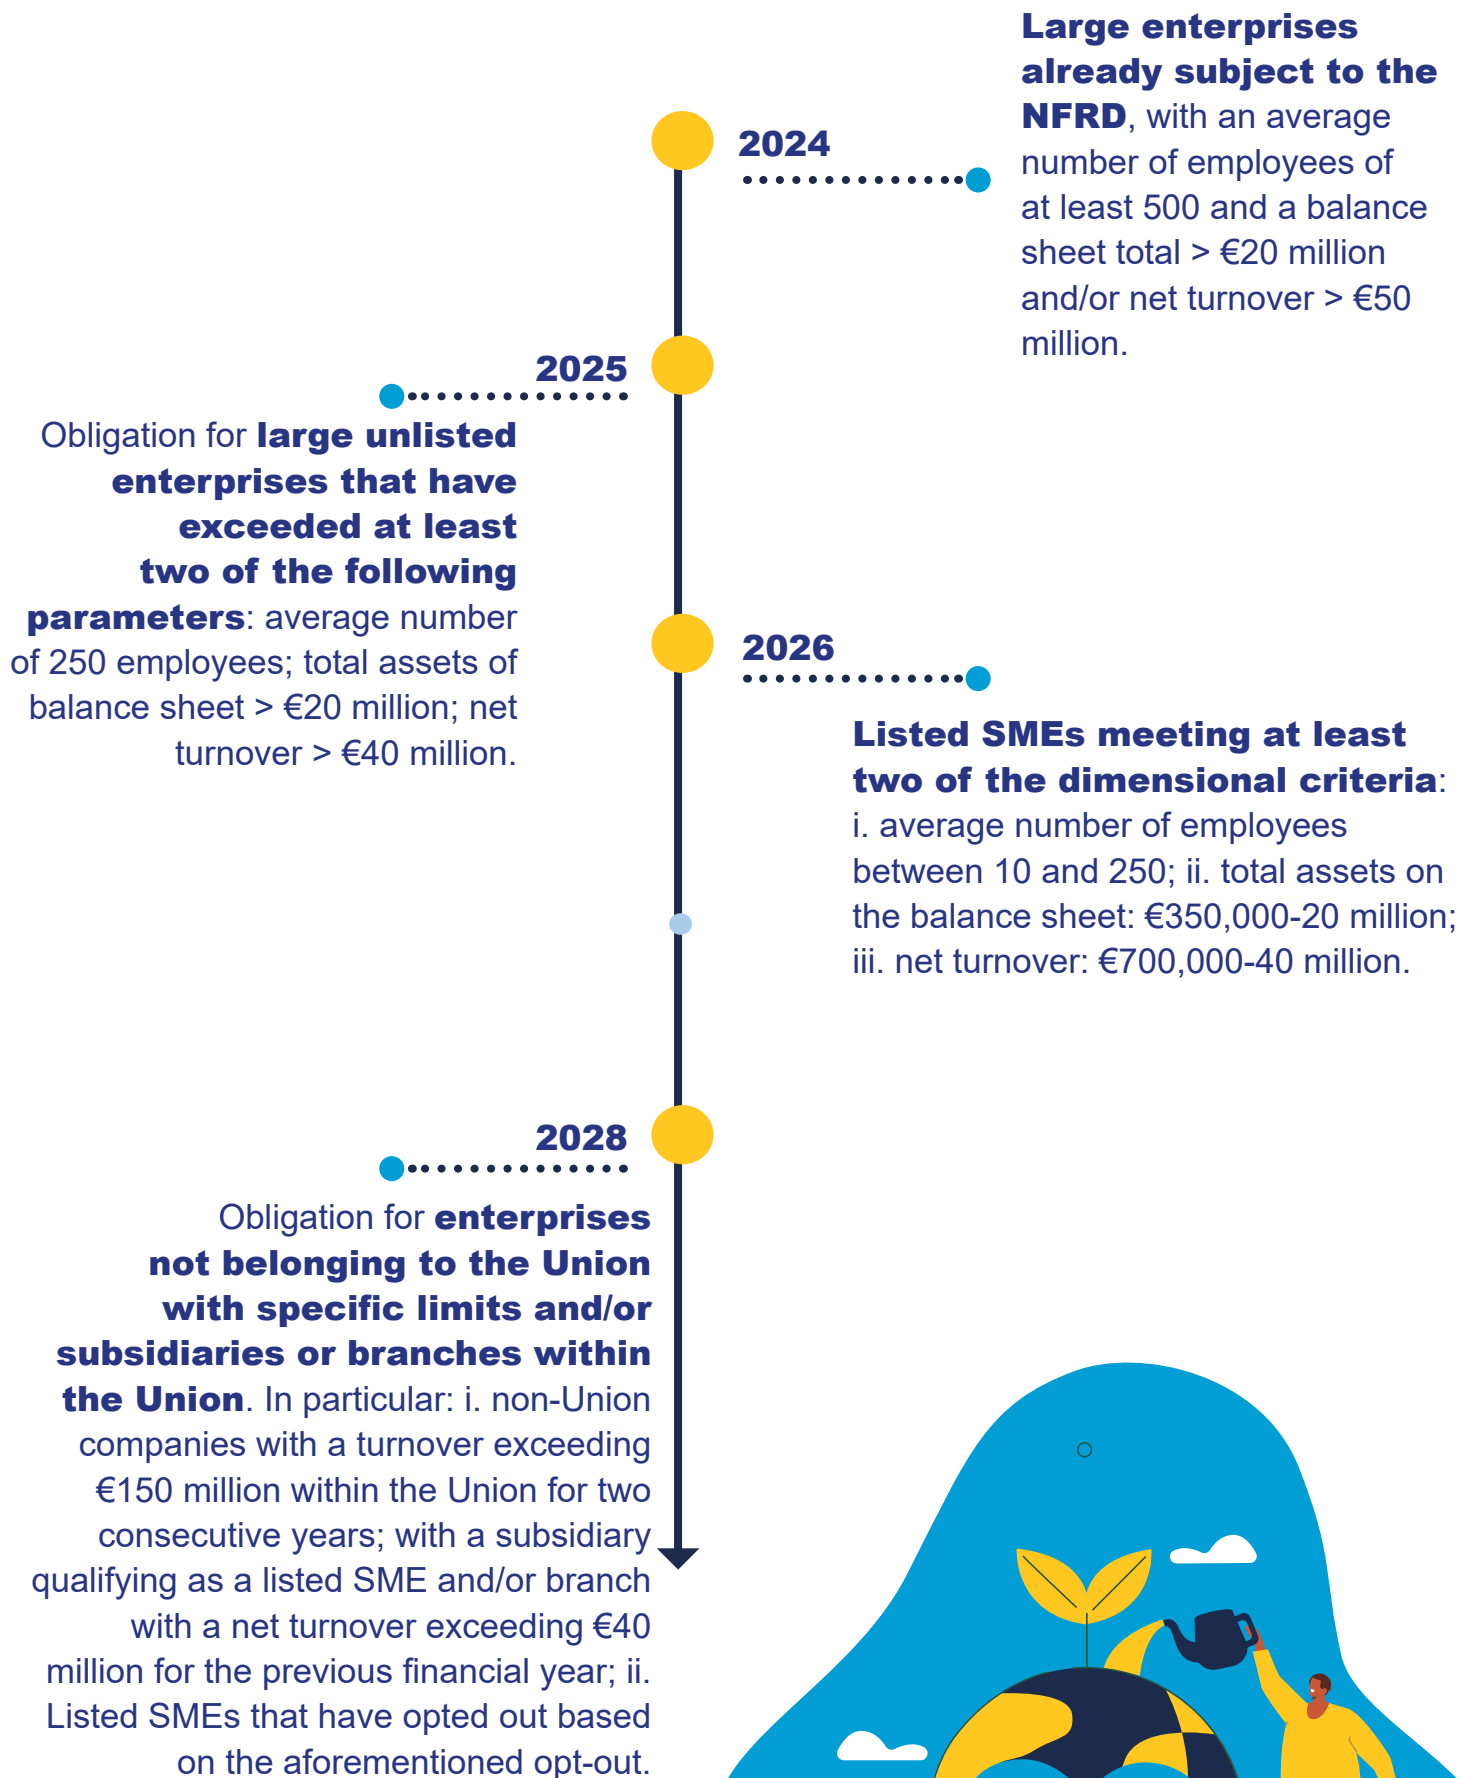 2024
Large enterprises
already subject to the
NFRD, with an average
number of employees of
at least 500 and a balance
sheet total > €20 million
and/or net turnover > €50
million.
2025
Obligation for large unlisted
enterprises that have
exceeded at least
two of the following
parameters: average number
of 250 employees; total assets of
balance sheet > €20 million; net
turnover > €40 million.
2026
Listed SMEs meeting at least
two of the dimensional criteria:
i. average number of employees
between 10 and 250; ii. total assets on
the balance sheet: €350,000-20 million;
iii. net turnover: €700,000-40 million.
2028
Obligation for enterprises
not belonging to the Union
with specific limits and/or
subsidiaries or branches within
the Union. In particular: i. non-Union
companies with a turnover exceeding
€150 million within the Union for two
consecutive years; with a subsidiary
qualifying as a listed SME and/or branch
with a net turnover exceeding €40
million for the previous financial year; ii.
Listed SMEs that have opted out based
on the aforementioned opt-out.